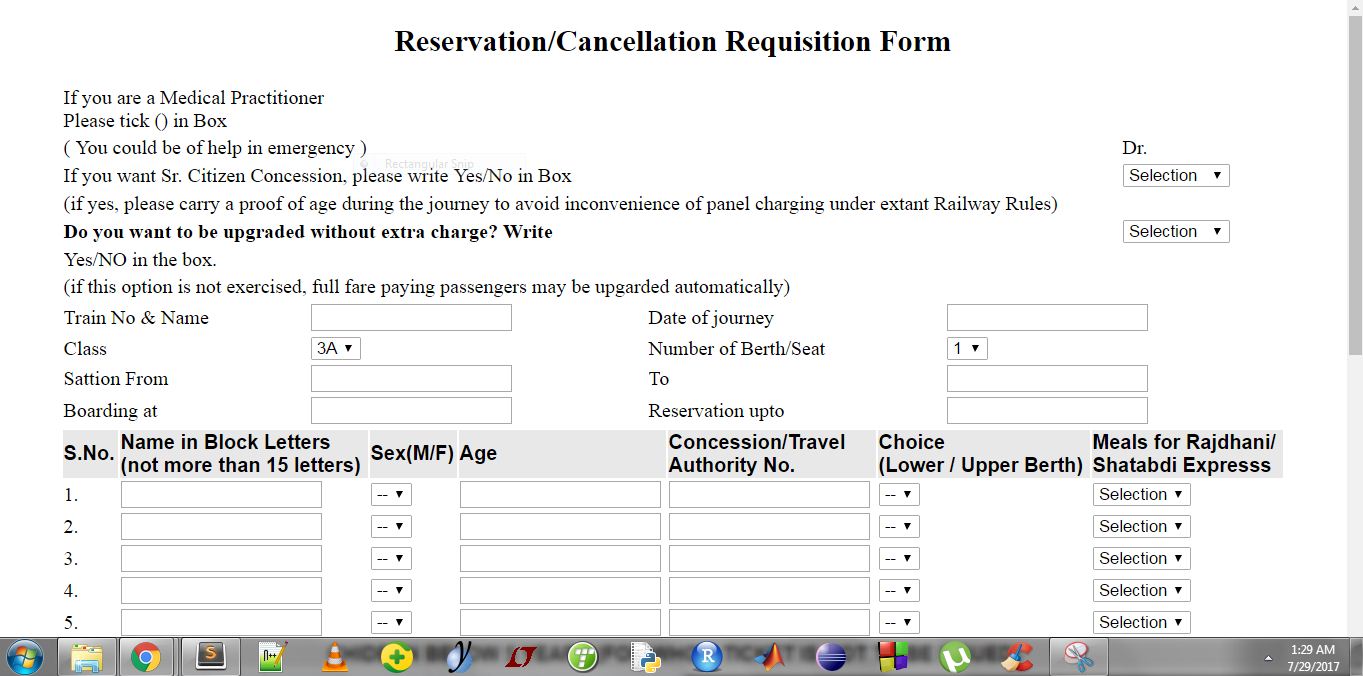 Reservation/Cancellation Requisition Form
If you are a Medical Practitioner
Please tick () in Box
( You could be of help in emergency ) Dr.
Rectangular Snip
If you want Sr. Citizen Concession, please write Yes/No in Box Selection
(if yes, please carry a proof of age during the journey to avoid inconvenience of panel charging under extant Railway Rules)
Do you want to be upgraded without extra charge? Write Selection
Yes/NO in the box.
(if this option is not exercised, full fare paying passengers may be upgarded automatically)
Train No & Name Date of journey
Class 3A Number of Berth/Seat 1
Sattion From To
Boarding at Reservation upto
S.No. Name in Block Letters (not more than 15 letters) Sex(M/F) Age Concession/Travel Authority No. Choice (Lower / Upper Berth) Meals for Rajdhani/ Shatabdi Expresss
1. -- -- Selection
2. -- -- Selection
3. -- -- Selection
4. -- -- Selection
5. -- -- Selection
1:29 AM
7/29/2017